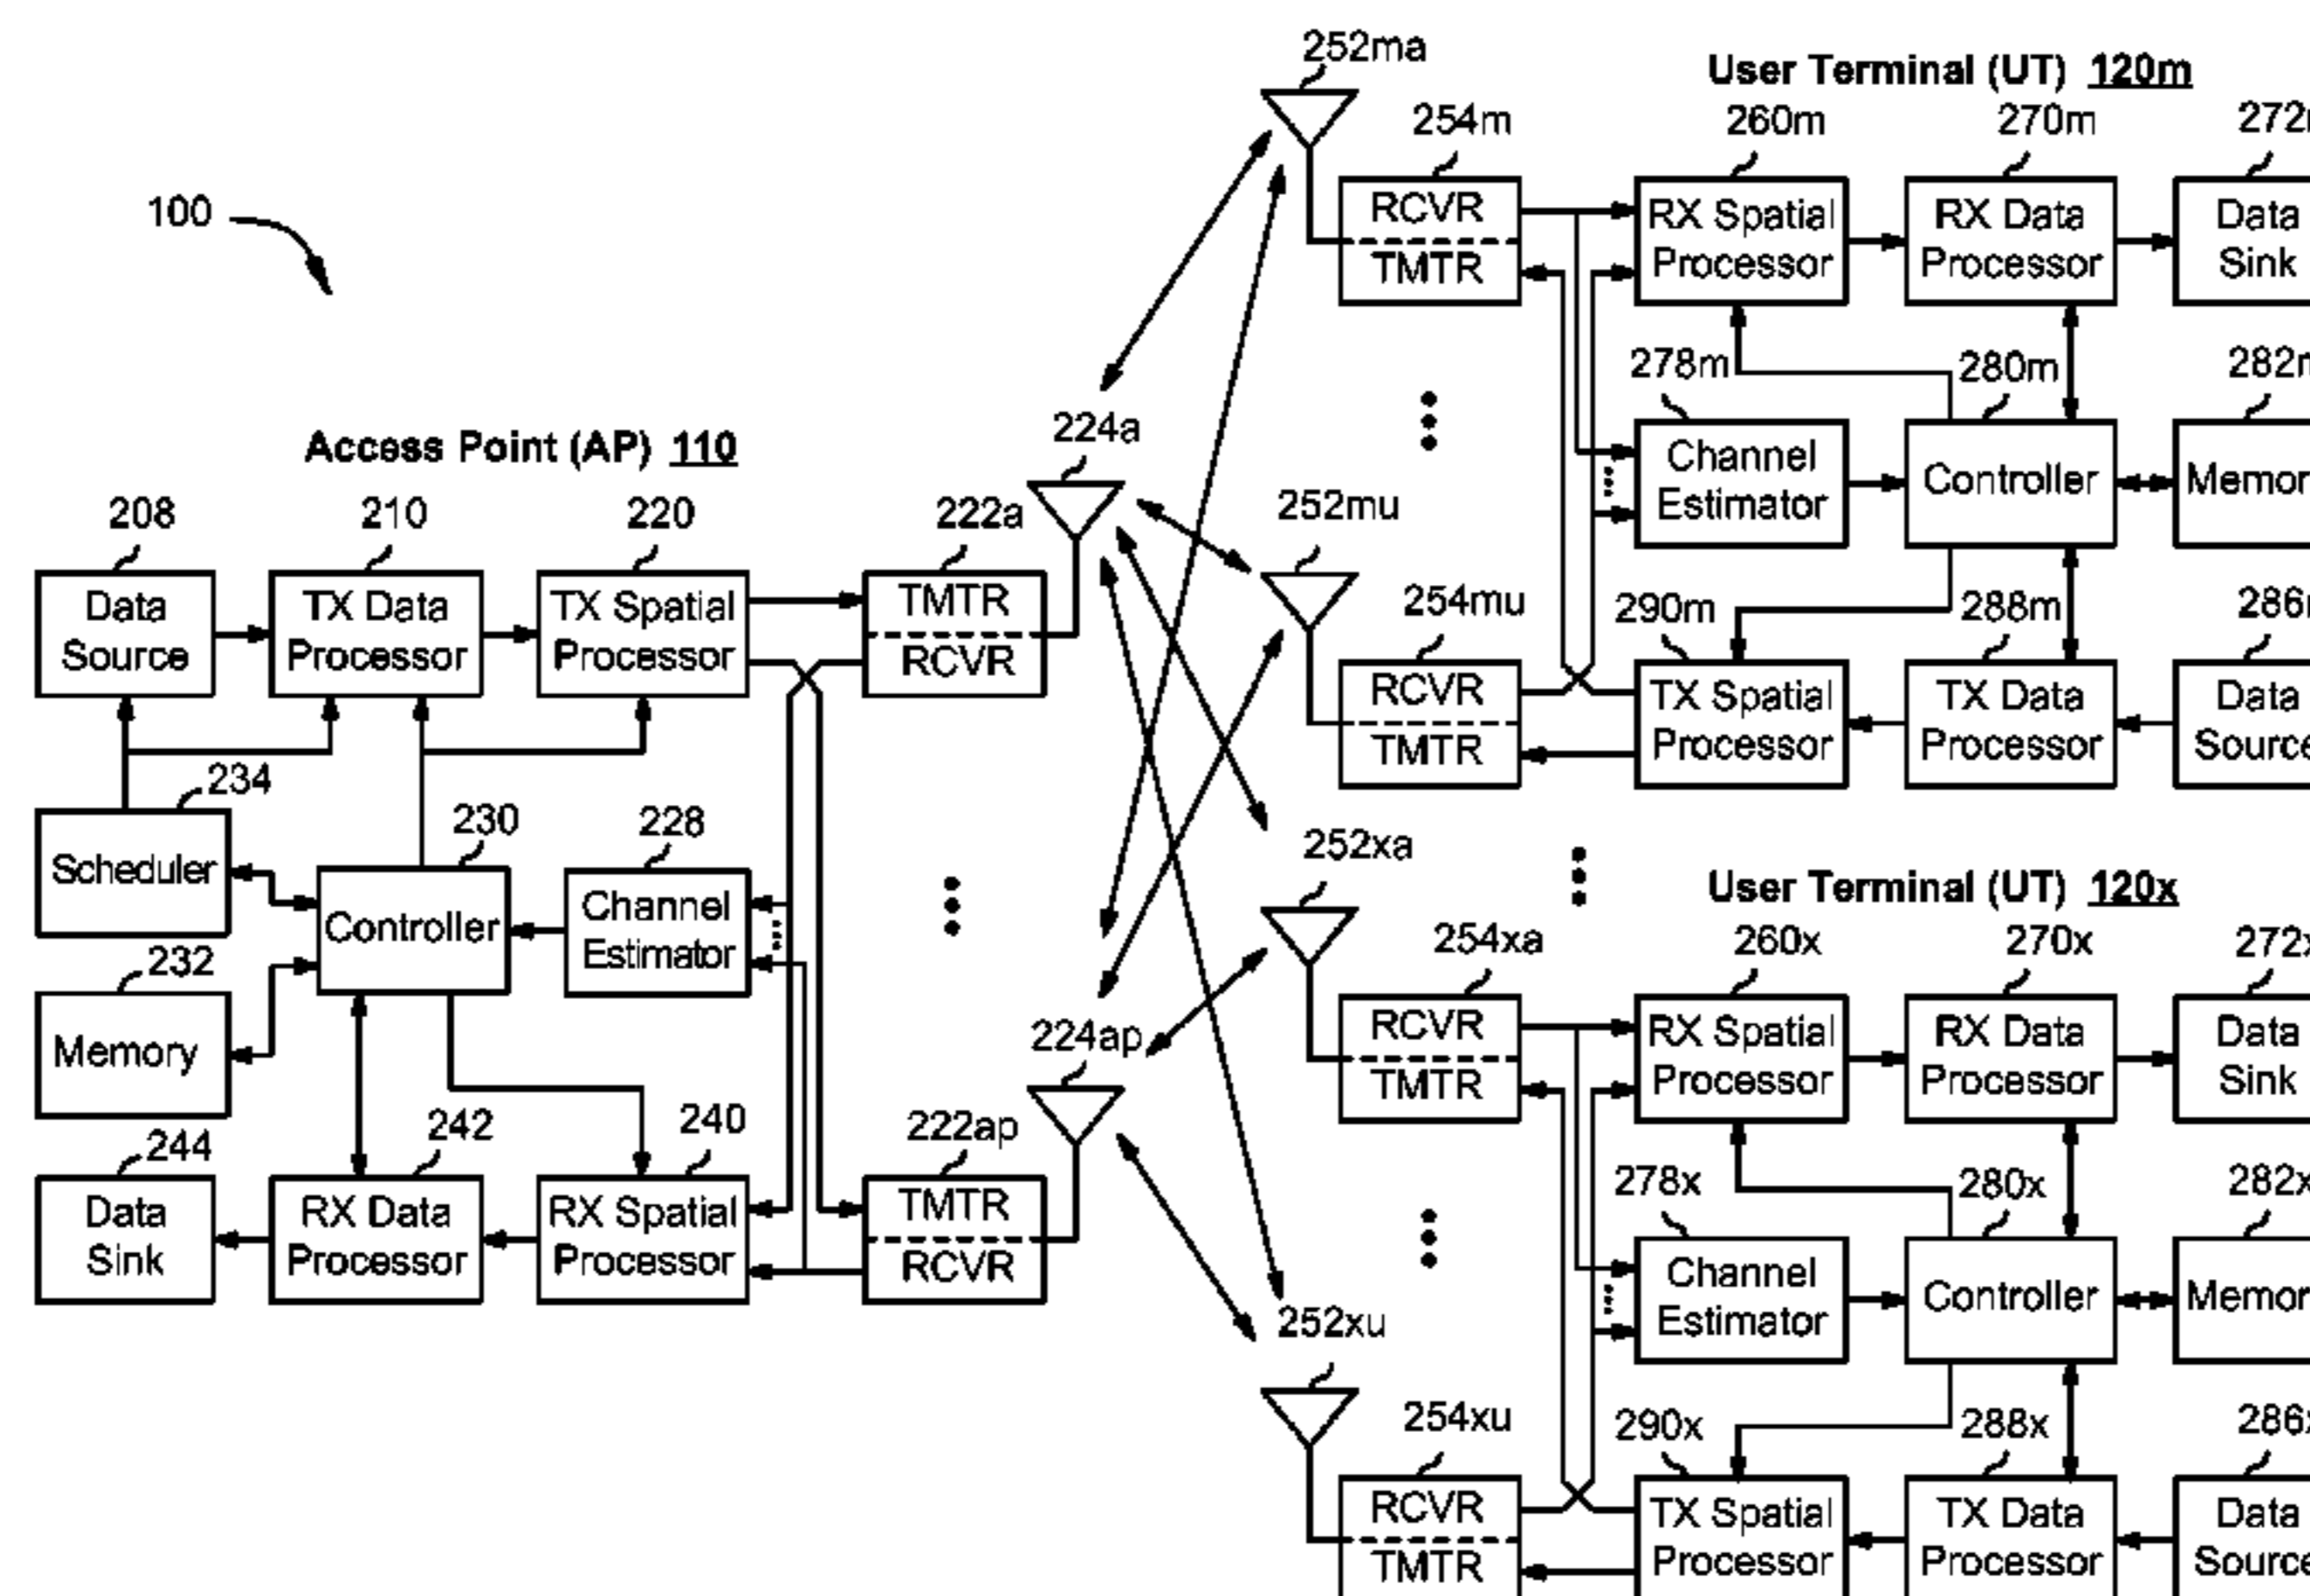 100
Access Point (AP) 110
208
210
220
222a
224a
Data
Source
TX Data
Processor
TX Spatial
Processor
TMTR
RCVR
234
Scheduler
230
Controller
228
Channel
Estimator
232
Memory
244
Data
Sink
242
RX Data
Processor
240
RX Spatial
Processor
222ap
TMTR
RCVR
224ap
252ma
User Terminal (UT) 120m
254m
260m
270m
RCVR
TMTR
RX Spatial
Processor
RX Data
Processor
Data
Sink
278m
280m
Channel
Estimator
Controller
252mu
254mu
290m
288m
RCVR
TMTR
TX Spatial
Processor
TX Data
Processor
Data
252xa
User Terminal (UT) 120x
254xa
260x
270x
RCVR
TMTR
RX Spatial
Processor
RX Data
Processor
Data
Sink
278x
280x
Channel
Estimator
Controller
252xu
254xu
290x
288x
RCVR
TMTR
TX Spatial
Processor
TX Data
Processor
Data